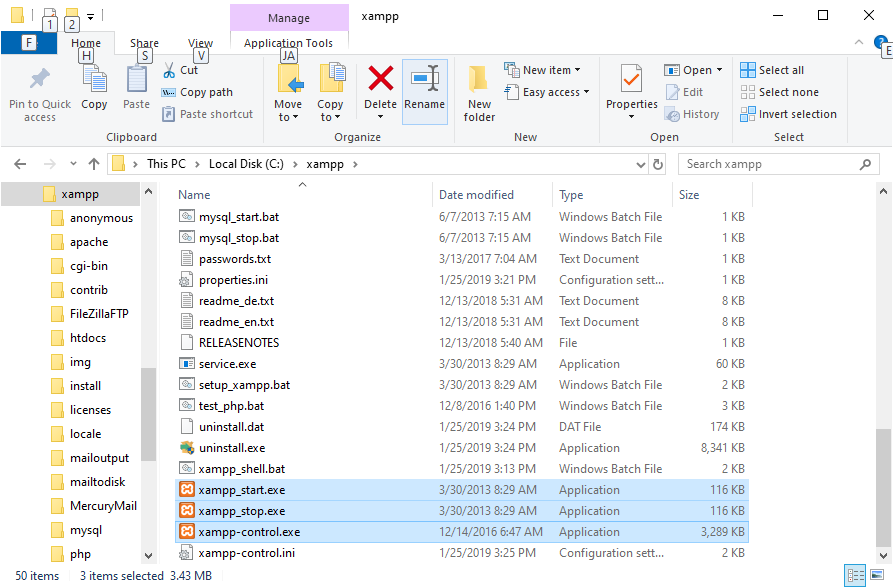 1 2 Manage xampp
F Home Share View Application Tools E
H S V JA
Pin to Quick access
Copy
Paste
Cut
Copy path
Paste shortcut
Move to
Copy to
Delete
Rename
New folder
New item
Easy access
Properties
Open
Edit
History
Select all
Select none
Invert selection
Clipboard Organize New Open Select
This PC Local Disk (C:) xampp Search xampp
xampp
anonymous
apache
cgi-bin
contrib
FileZillaFTP
htdocs
img
install
licenses
locale
mailoutput
mailtodisk
MercuryMail
mysql
php
Name Date modified Type Size
mysql_start.bat 6/7/2013 7:15 AM Windows Batch File 1 KB
mysql_stop.bat 6/7/2013 7:15 AM Windows Batch File 1 KB
passwords.txt 3/13/2017 7:04 AM Text Document 1 KB
properties.ini 1/25/2019 3:21 PM Configuration sett... 1 KB
readme_de.txt 12/13/2018 5:31 AM Text Document 8 KB
readme_en.txt 12/13/2018 5:31 AM Text Document 8 KB
RELEASENOTES 12/13/2018 5:40 AM File 1 KB
service.exe 3/30/2013 8:29 AM Application 60 KB
setup_xampp.bat 3/30/2013 8:29 AM Windows Batch File 2 KB
test_php.bat 12/8/2016 1:40 PM Windows Batch File 3 KB
uninstall.dat 1/25/2019 3:24 PM DAT File 174 KB
uninstall.exe 1/25/2019 3:24 PM Application 8,341 KB
xampp_shell.bat 1/25/2019 3:13 PM Windows Batch File 2 KB
xampp_start.exe 3/30/2013 8:29 AM Application 116 KB
xampp_stop.exe 3/30/2013 8:29 AM Application 116 KB
xampp-control.exe 12/14/2016 6:47 AM Application 3,289 KB
xampp-control.ini 1/25/2019 3:25 PM Configuration sett... 2 KB
50 items 3 items selected 3.43 MB